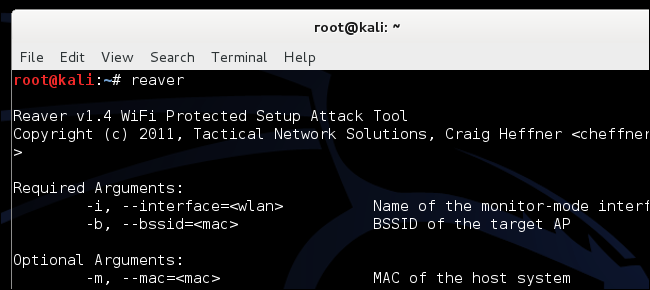 root@kali: ~
File Edit View Search Terminal Help
root@kali:~# reaver
Reaver v1.4 WiFi Protected Setup Attack Tool
Copyright (c) 2011, Tactical Network Solutions, Craig Heffner <cheffner
>
Required Arguments:
-i, --interface=<wlan> Name of the monitor-mode interf
-b, --bssid=<mac> BSSID of the target AP
Optional Arguments:
-m, --mac=<mac> MAC of the host system